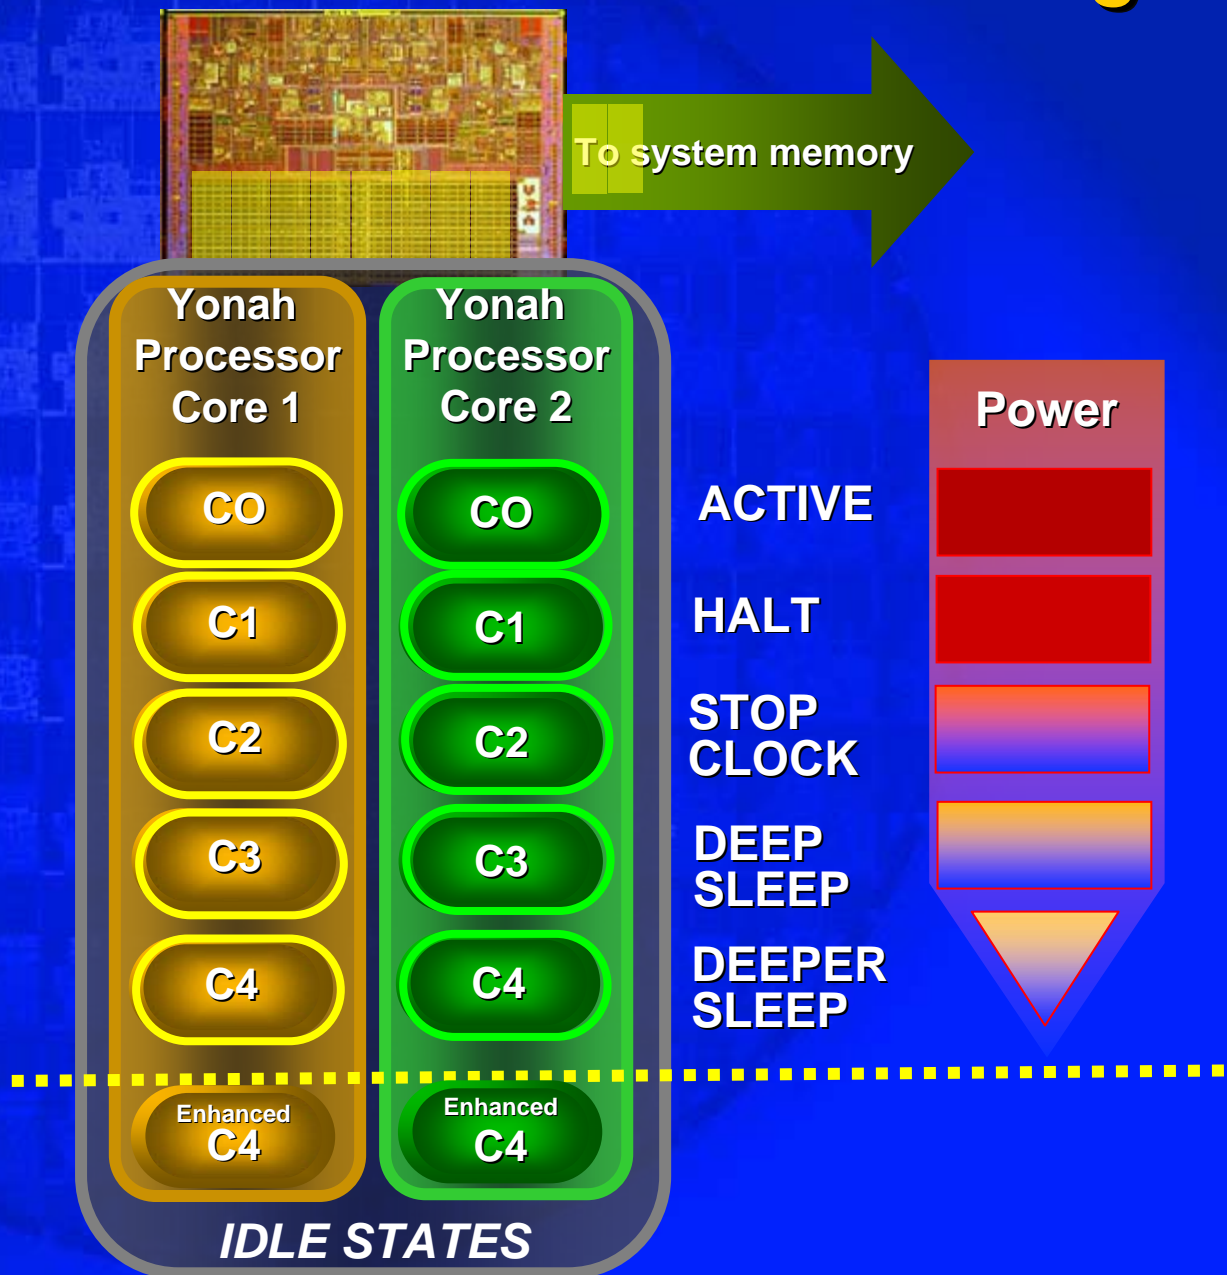 To system memory
Yonah
Processor
Core 1
Yonah
Processor
Core 2
Power
CO
CO
ACTIVE
C1
C1
HALT
C2
C2
STOP
CLOCK
C3
C3
DEEP
SLEEP
C4
C4
DEEPER
SLEEP
Enhanced
C4
Enhanced
C4
IDLE STATES